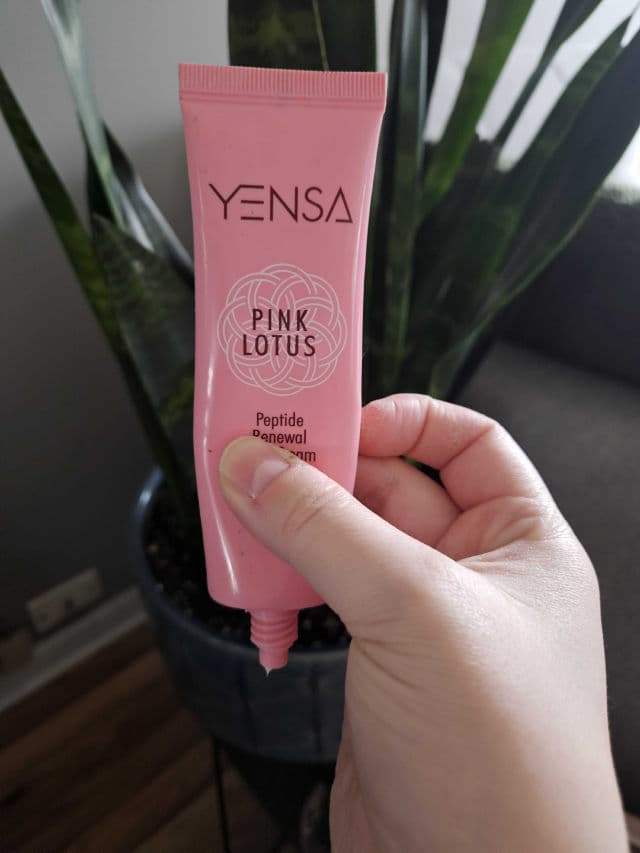 YENSA
PINK
LOTUS
Peptide
Renewal